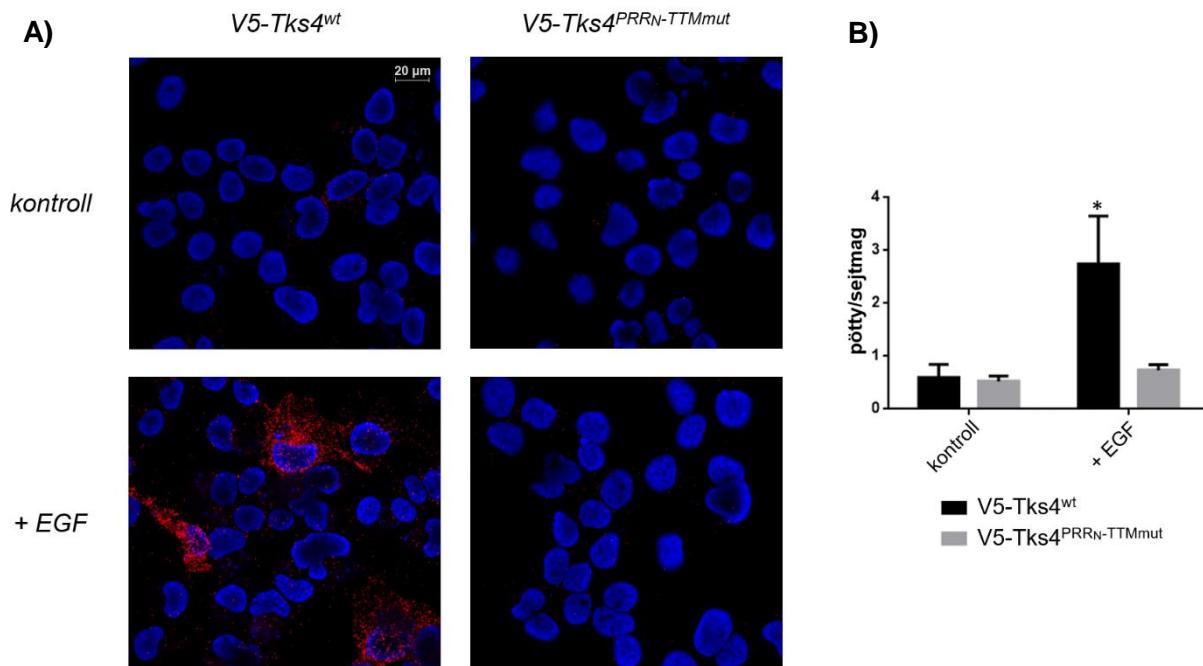 A)
V5-Tks4wt
V5-Tks4PRRN-TTMmut
20 µm
kontroll
+ EGF
B)
pötty/sejtmag
4
3
2
1
0
*
kontroll
+ EGF
V5-Tks4wt
V5-Tks4PRRN-TTMmut